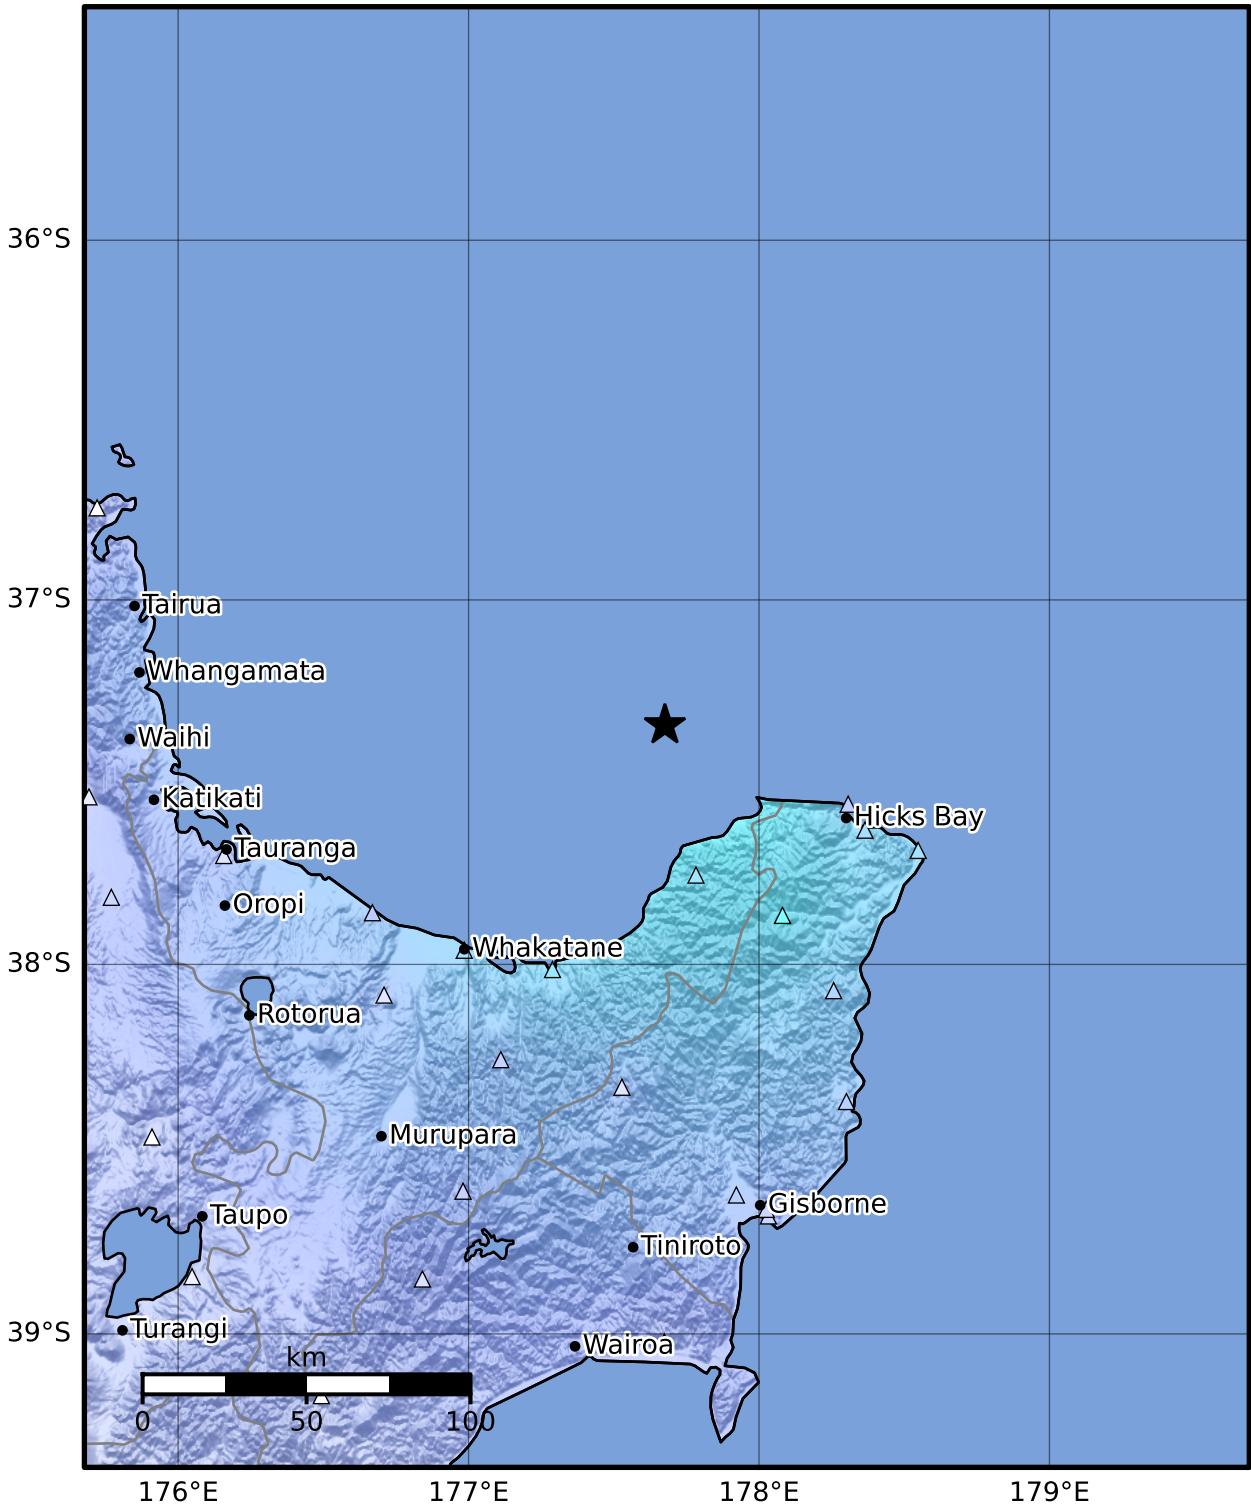 36°S
37°S
Tairua
Whangamata
Waihi
Katikati
Hicks Bay
Tauranga
Oropi
Whakatane
38°S
Rotorua
Murupara
Gisborne
Taupo
Tiniroto
39°S
Turangi
Wairoa
km
0 50 100
176°E 177°E 178°E 179°E